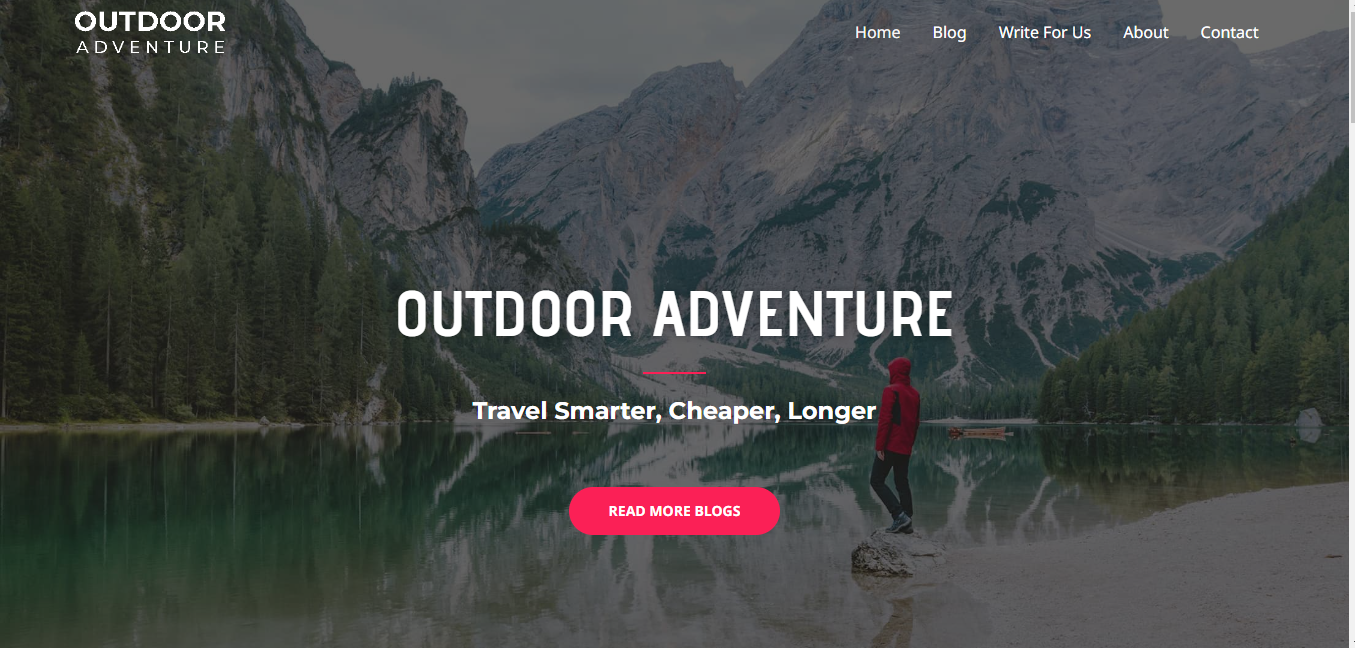 OUTDOOR
ADVENTURE
Home Blog Write For Us About Contact
OUTDOOR ADVENTURE
Travel Smarter, Cheaper, Longer
READ MORE BLOGS